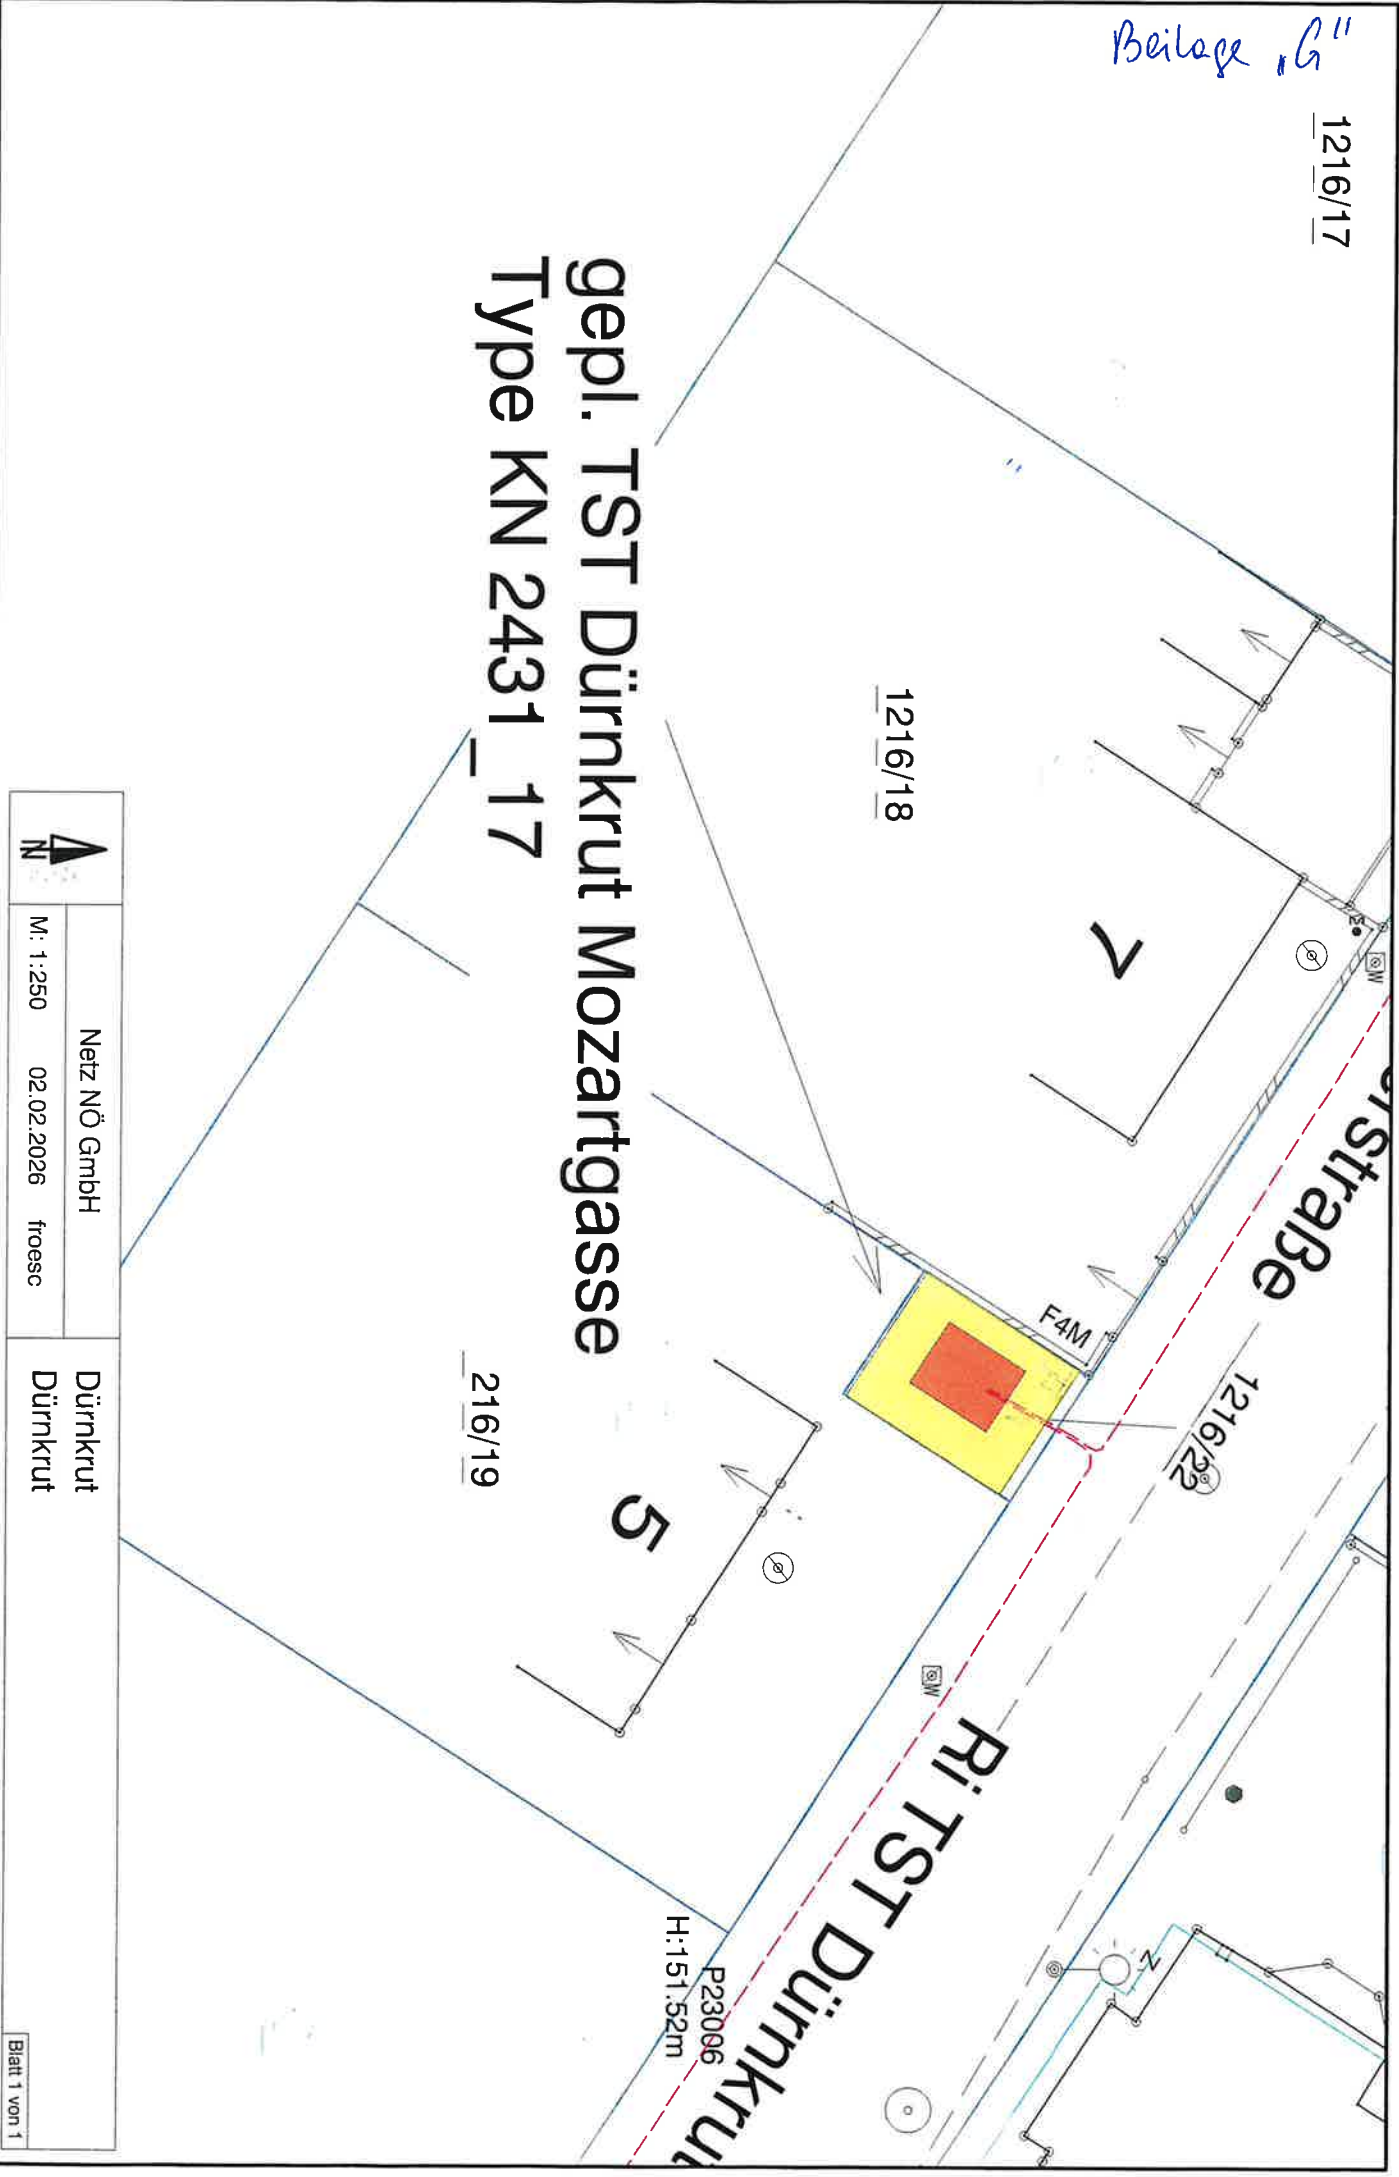 Beilage „G"
1216/17
erstraße
7
1216/18
F4M
1216/22
W
gepl. TST Dürnkrut Mozartgasse
Type KN 2431_17
5
216/19
W
Ri TST Dürnkrut
P23006
H:151.52m
N
Netz NÖ GmbH
M: 1:250 02.02.2026 froesc
Dürnkrut
Dürnkrut
Blatt 1 von 1